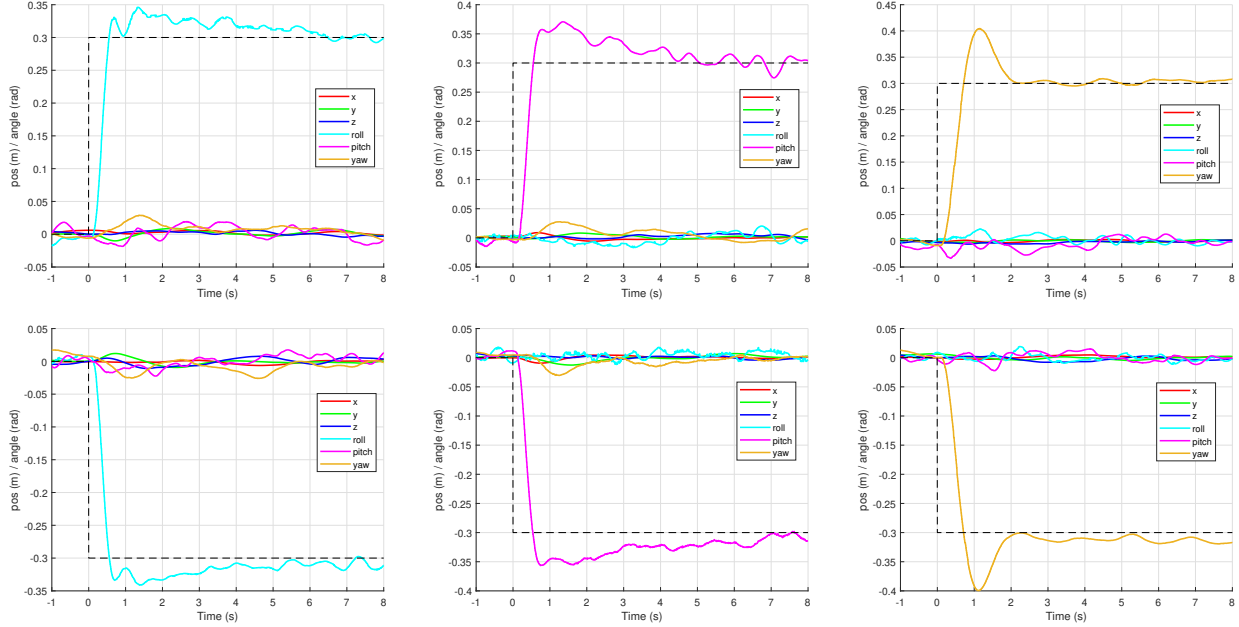 0.35
0.3
0.25
0.2
0.15
0.1
0.05
0
-0.05
pos (m) / angle (rad)
-1 0 1 2 3 4 5 6 7 8
Time (s)
x
y
z
roll
pitch
yaw
0.4
0.35
0.3
0.25
0.2
0.15
0.1
0.05
0
-0.05
pos (m) / angle (rad)
-1 0 1 2 3 4 5 6 7 8
Time (s)
x
y
z
roll
pitch
yaw
0.45
0.4
0.35
0.3
0.25
0.2
0.15
0.1
0.05
0
-0.05
pos (m) / angle (rad)
-1 0 1 2 3 4 5 6 7 8
Time (s)
x
y
z
roll
pitch
yaw
0.05
0
-0.05
-0.1
-0.15
-0.2
-0.25
-0.3
-0.35
pos (m) / angle (rad)
-1 0 1 2 3 4 5 6 7 8
Time (s)
x
y
z
roll
pitch
yaw
0.05
0
-0.05
-0.1
-0.15
-0.2
-0.25
-0.3
-0.35
-0.4
pos (m) / angle (rad)
-1 0 1 2 3 4 5 6 7 8
Time (s)
x
y
z
roll
pitch
yaw
0.05
0
-0.05
-0.1
-0.15
-0.2
-0.25
-0.3
-0.35
-0.4
pos (m) / angle (rad)
-1 0 1 2 3 4 5 6 7 8
Time (s)
x
y
z
roll
pitch
yaw